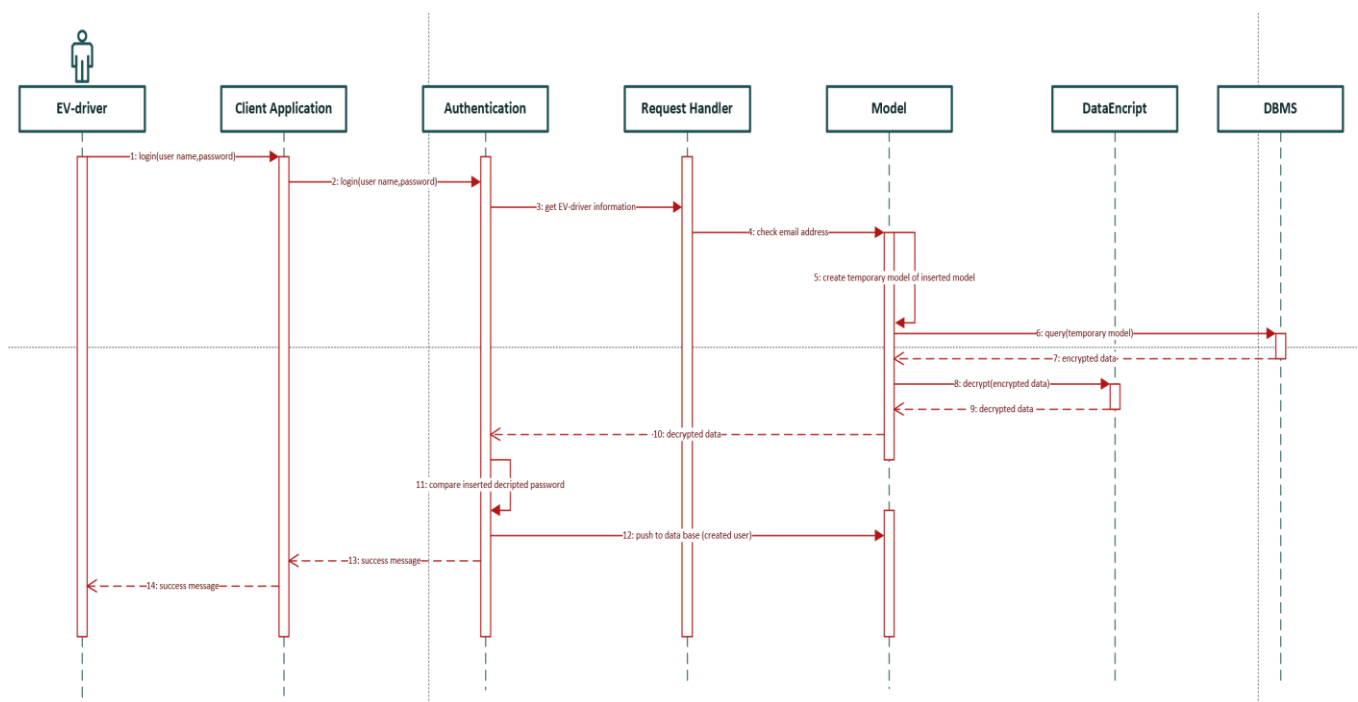 EV-driver
Client Application
Authentication
Request Handler
Model
DataEncript
DBMS
1: login(user name,password)
2: login(user name,password)
3: get EV-driver information
4: check email address
5: create temporary model of inserted model
6: query(temporary model)
7: encrypted data
8: decrypt(encrypted data)
9: decrypted data
10: decrypted data
11: compare inserted decripted password
12: push to data base (created user)
13: success message
14: success message